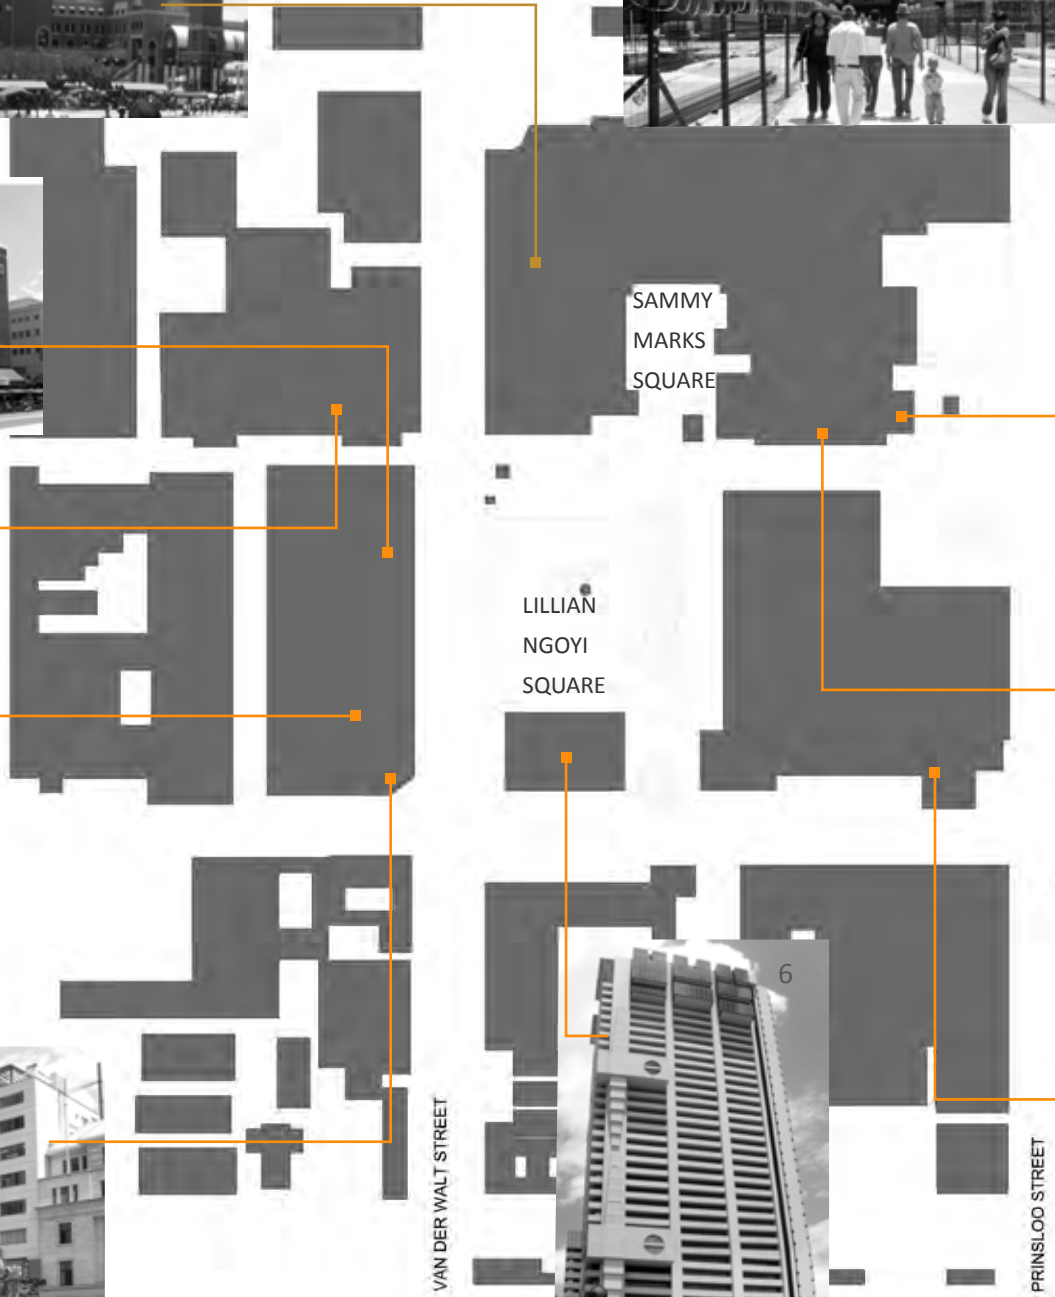 SAMMY
MARKS
SQUARE
LILLIAN
NGOYI
SQUARE
6
VAN DER WALT STREET
PRINSLOO STREET